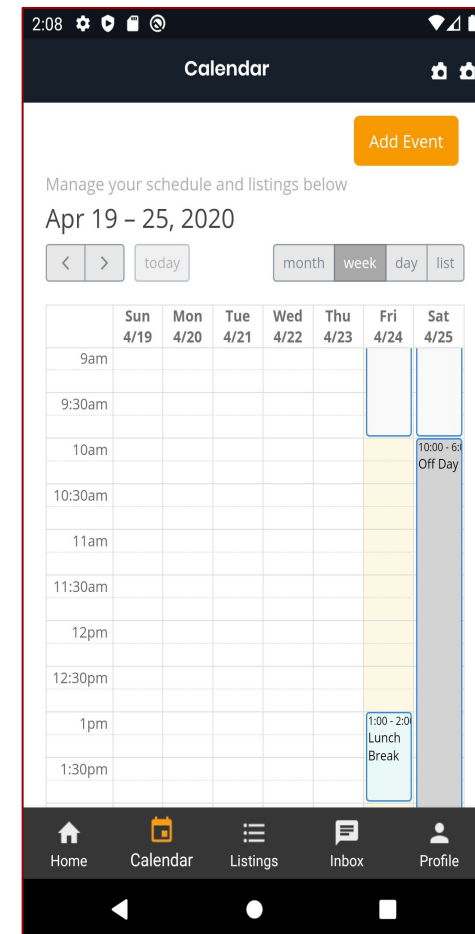 2:08
Calendar
Add Event
Manage your schedule and listings below
Apr 19 – 25, 2020
today month week day list
Sun Mon Tue Wed Thu Fri Sat
4/19 4/20 4/21 4/22 4/23 4/24 4/25
9am
9:30am
10am 10:00 - 6:
Off Day
10:30am
11am
11:30am
12pm
12:30pm
1pm 1:00 - 2:0
Lunch
Break
1:30pm
Home Calendar Listings Inbox Profile